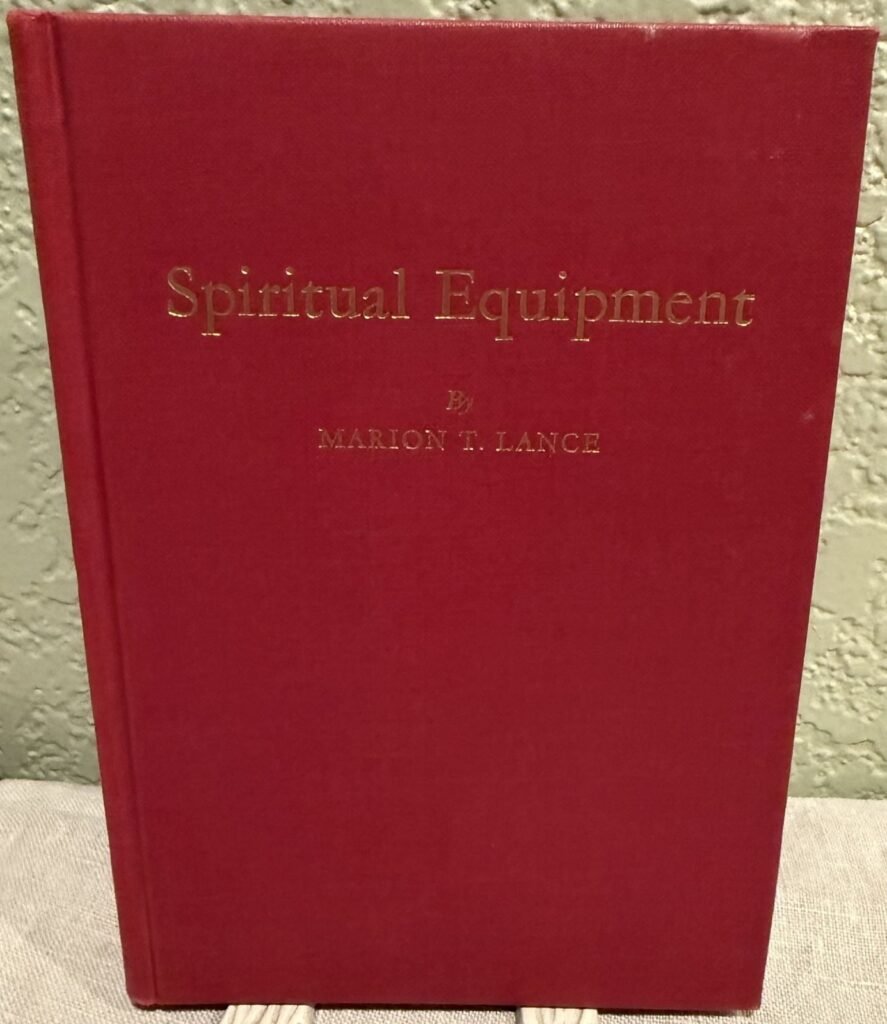 Spiritual Equipment
By
MARION T. LANCE